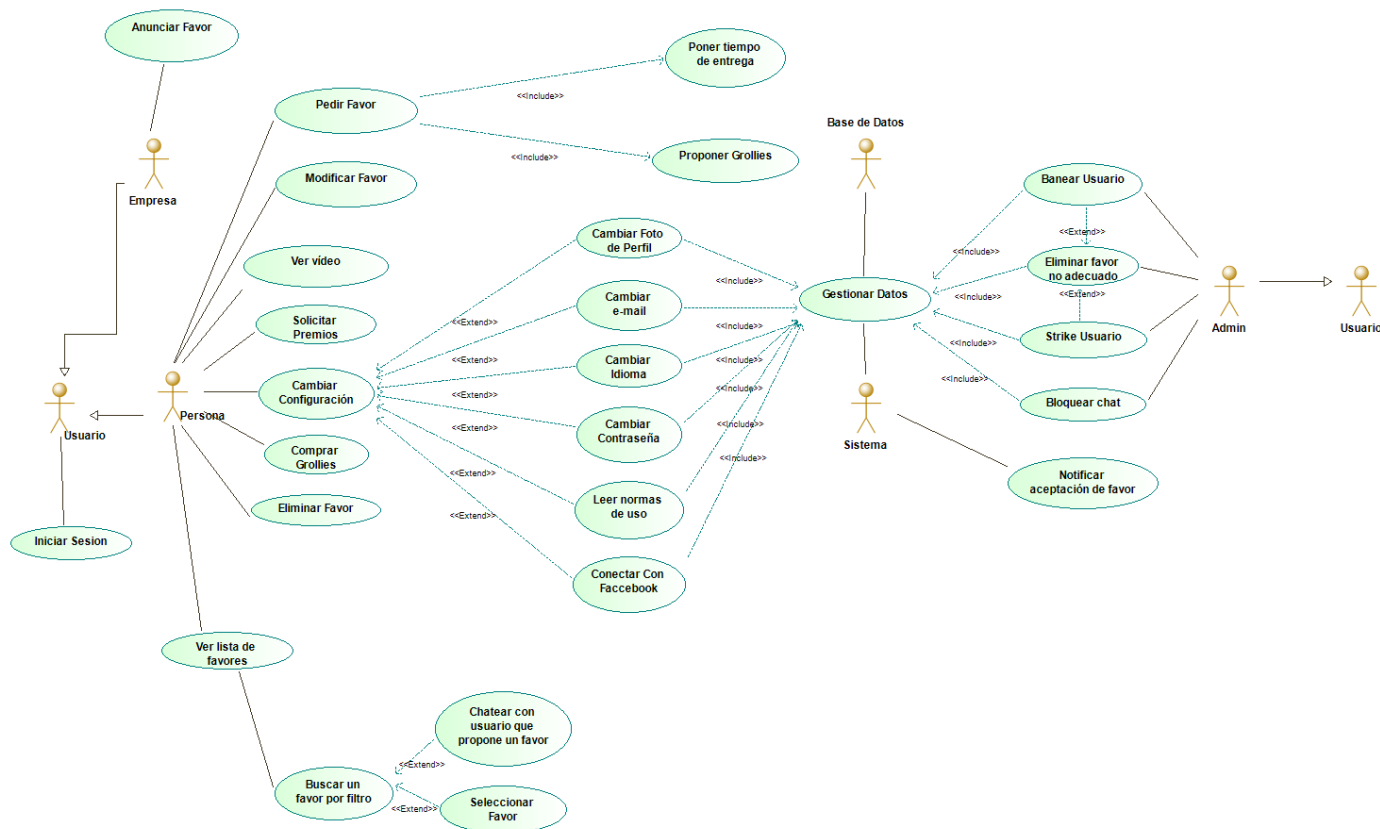 Anunciar Favor
Poner tiempo
de entrega
<<Include>>
Pedir Favor
Base de Datos
<<Include>>
Proponer Grollies
Modificar Favor
Banear Usuario
Empresa
Cambiar Foto
de Perfil
<<Extend>>
<<Include>>
Ver vídeo
Eliminar favor
no adecuado
<<Include>>
Gestionar Datos
<<Include>>
<<Extend>>
Cambiar
e-mail
Solicitar
Premios
<<Extend>>
<<Include>>
Admin
Usuario
Strike Usuario
<<Include>>
Cambiar
Idioma
<<Extend>>
<<Include>>
<<Include>>
Cambiar
Configuración
<<Extend>>
<<Include>>
Bloquear chat
Persona
Usuario
Cambiar
Contraseña
<<Extend>>
<<Include>>
Sistema
Comprar
Grollies
<<Extend>>
<<Include>>
Notificar
aceptación de favor
Leer normas
de uso
Eliminar Favor
<<Extend>>
Iniciar Sesion
Conectar Con
Faccebook
Ver lista de
favores
Chatear con
usuario que
propone un favor
<<Extend>>
Buscar un
favor por filtro
<<Extend>>
Seleccionar
Favor